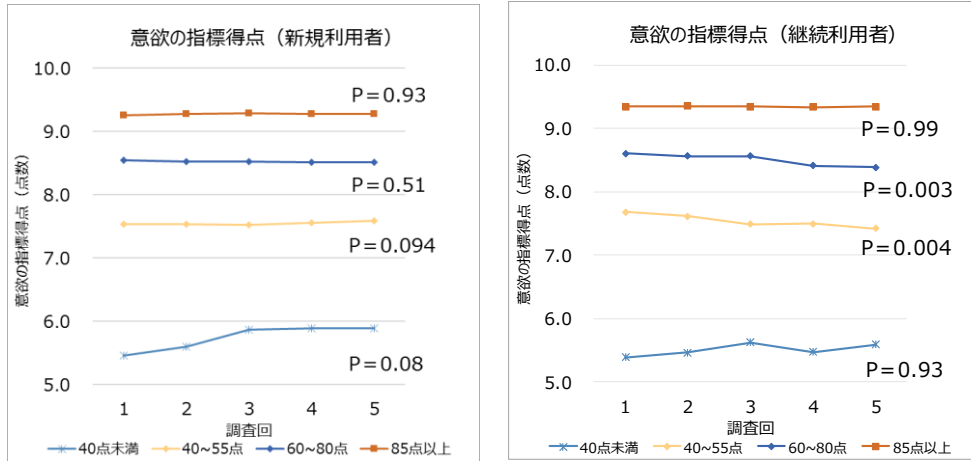 意欲の指標得点（新規利用者）
10.0
9.0
8.0
7.0
6.0
5.0
意欲の指標得点（点数）
P＝0.93
P＝0.51
P＝0.094
P＝0.08
1 2 3 4 5
調査回
40点未満 40~55点 60~80点 85点以上
意欲の指標得点（継続利用者）
10.0
9.0
8.0
7.0
6.0
5.0
意欲の指標得点（点数）
P＝0.99
P＝0.003
P＝0.004
P＝0.93
1 2 3 4 5
調査回
40点未満 40~55点 60~80点 85点以上